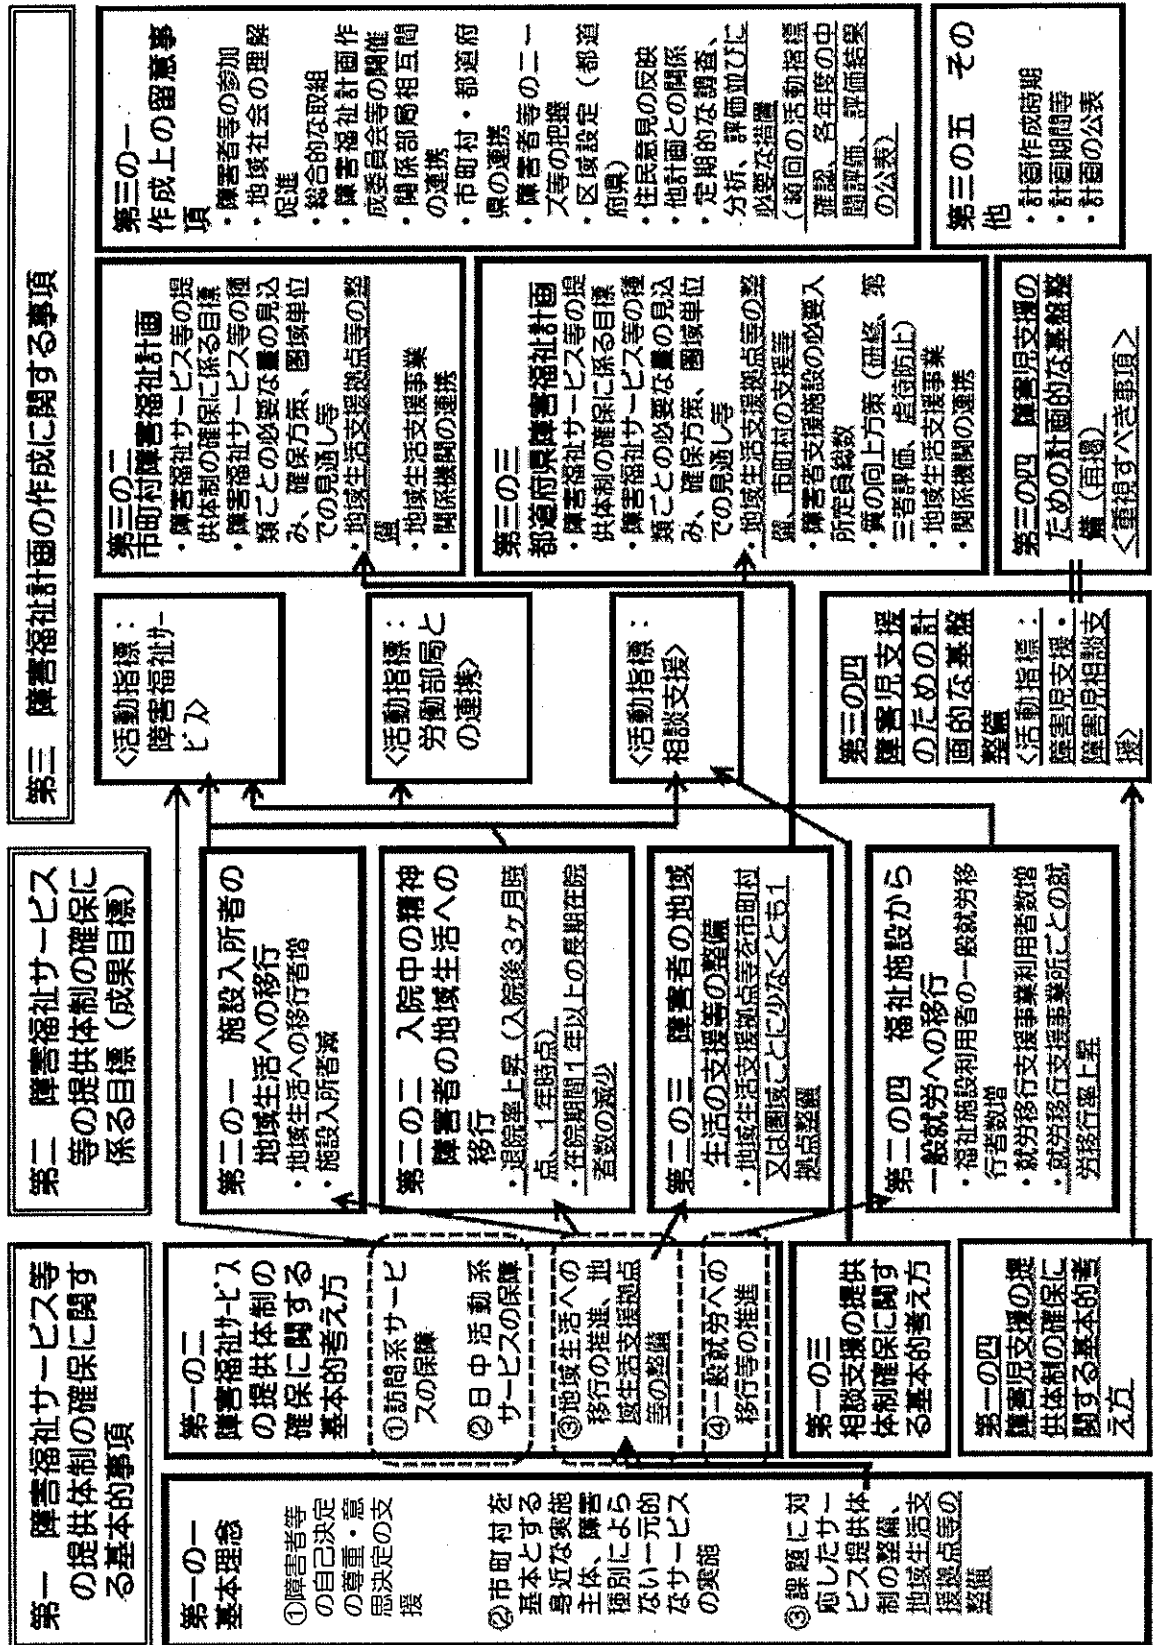 第一　障害福祉サービス等
の提供体制の確保に関す
る基本的事項
第一の一
基本理念
①障害者等
の自己決定
の尊重・意
思決定の支
援
②市町村を
基本とする
身近な実施
主体、障害
種別によら
ない一元的
なサービス
の実施
③課題に対
応したサー
ビス提供体
制の整備、
地域生活支
援拠点等の
整備
第一の二
障害福祉サービス
の提供体制の
確保に関する
基本的考え方
①訪問系サービ
スの保障
②日中活動系
サービスの保障
③地域生活への
移行の推進、地
域生活支援拠点
等の整備
④一般就労への
移行等の推進
第一の三
相談支援の提供
体制確保に関す
る基本的考え方
第一の四
障害児支援の提
供体制の確保に
関する基本的考
え方
第二　障害福祉サービス
等の提供体制の確保に
係る目標（成果目標）
第二の一　施設入所者の
地域生活への移行
・地域生活への移行者増
・施設入所者減
第二の二　入院中の精神
障害者の地域生活への
移行
・退院率上昇（入院後３ヶ月時
点、１年時点）
・在院期間１年以上の長期在院
者数の減少
第二の三　障害者の地域
生活の支援等の整備
・地域生活支援拠点等を市町村
又は圏域ごとに少なくとも１
拠点整備
第二の四　福祉施設から
一般就労への移行
・福祉施設利用者の一般就労移
行者数増
・就労移行支援事業利用者数増
・就労移行支援事業所ごとの就
労移行率上昇
第三　障害福祉計画の作成に関する事項
<活動指標：
障害福祉サー
ビス>
<活動指標：
労働部局と
の連携>
<活動指標：
相談支援>
第三の四
障害児支援
のための計
画的な基盤
整備
<活動指標：
障害児支援・
障害児相談支
援>
第三の二
市町村障害福祉計画
・障害福祉サービス等の提
供体制の確保に係る目標
・障害福祉サービス等の種
類ごとの必要な量の見込
み、確保方策、圏域単位
での見通し等
・地域生活支援拠点等の整
備
・地域生活支援事業
・関係機関の連携
第三の三
都道府県障害福祉計画
・障害福祉サービス等の提
供体制の確保に係る目標
・障害福祉サービス等の種
類ごとの必要な量の見込
み、確保方策、圏域単位
での見通し等
・地域生活支援拠点等の整
備、市町村の支援等
・障害者支援施設の必要入
所定員総数
・質の向上方策（研修、第
三者評価、虐待防止）
・地域生活支援事業
・関係機関の連携
第三の四　障害児支援の
ための計画的な基盤整
備（再掲）
<重視すべき事項>
第三の一
作成上の留意事
項
・障害者等の参加
・地域社会の理解
促進
・総合的な取組
・障害福祉計画作
成委員会等の開催
・関係部局相互間
の連携
・市町村・都道府
県の連携
・障害者等のニー
ズ等の把握
・区域設定（都道
府県）
・住民意見の反映
・他計画との関係
・定期的な調査、
分析、評価並びに
必要な措置
（頻回の活動指標
確認、各年度の中
間評価、評価結果
の公表）
第三の五　その
他
・計画作成時期
・計画期間等
・計画の公表